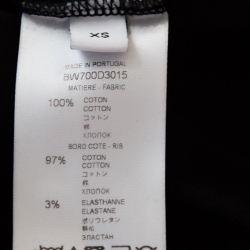 XS
MADE IN PORTUGAL
BW700D3015
MATIERE - FABRIC
100% COTON
COTTON
コットン
棉
ХЛОПОК
BORD COTE - RIB
97% COTON
COTTON
コットン
棉
ХЛОПОК
3% ELASTHANNE
ELASTANE
ポリウレタン
ЭЛАСТАН